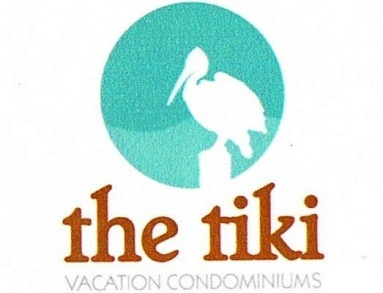 the tiki
VACATION CONDOMINIUMS